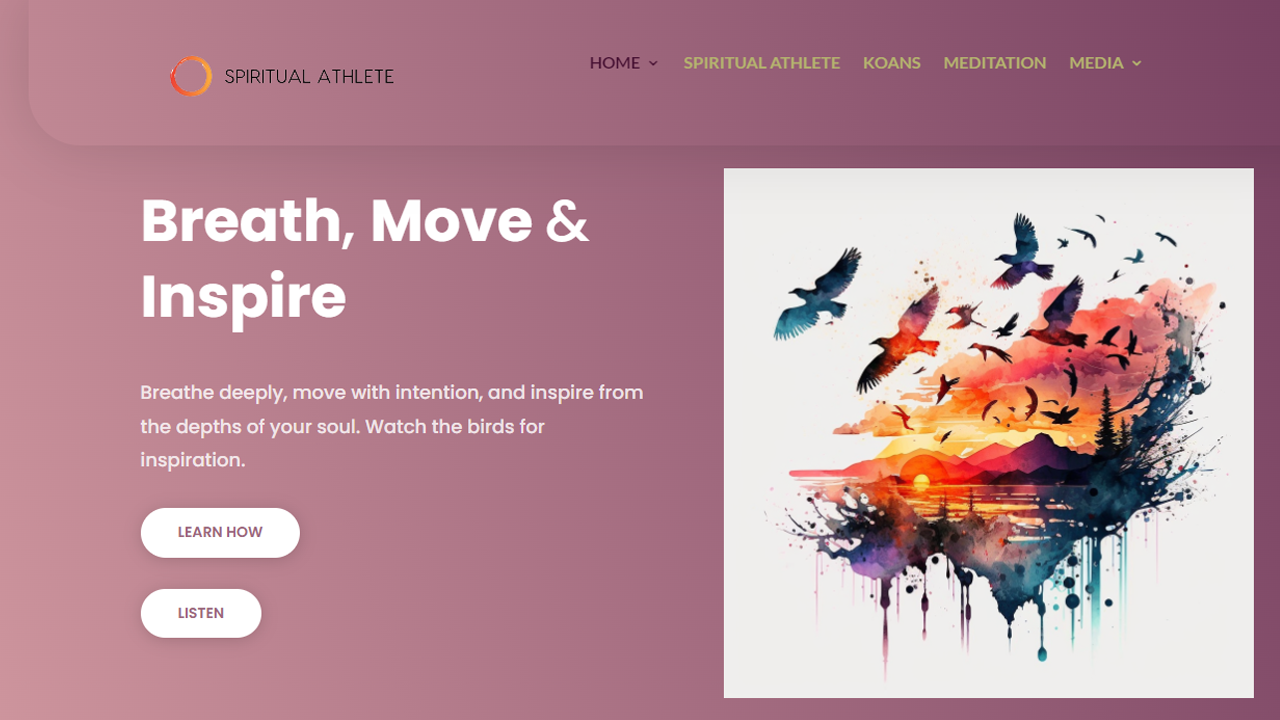 SPIRITUAL ATHLETE
HOME SPIRITUAL ATHLETE KOANS MEDITATION MEDIA
Breath, Move &
Inspire
Breathe deeply, move with intention, and inspire from
the depths of your soul. Watch the birds for
inspiration.
LEARN HOW
LISTEN